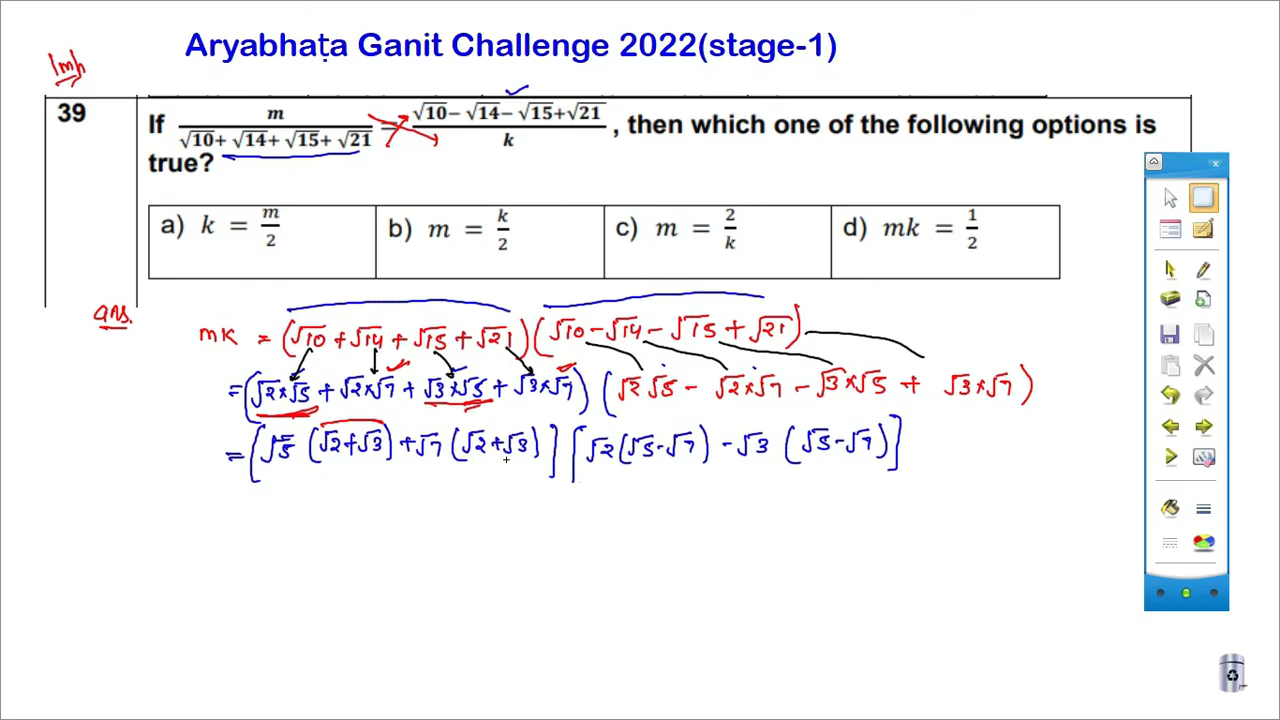 Aryabhaṭa Ganit Challenge 2022(stage-1)
Imp
39
If m/(√10+ √14+ √15+ √21) = (√10− √14− √15+√21)/k , then which one of the following options is
true?
a) k = m/2
b) m = k/2
c) m = 2/k
d) mk = 1/2
ans.
mk = (√10 + √14 + √15 + √21)(√10 − √14 − √15 + √21)
= (√2×√5 + √2×√7 + √3×√5 + √3×√7) (√2 √5 − √2×√7 − √3×√5 + √3×√7)
= [√5 (√2+√3) + √7 (√2+√3)] [√2(√5-√7) - √3 (√5-√7)]